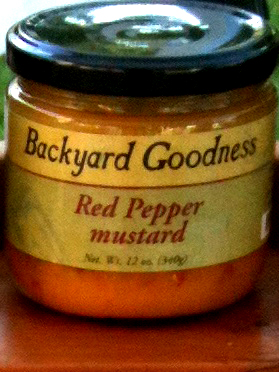 Backyard Goodness
Red Pepper
mustard
Net. Wt. 12 oz. (340g)